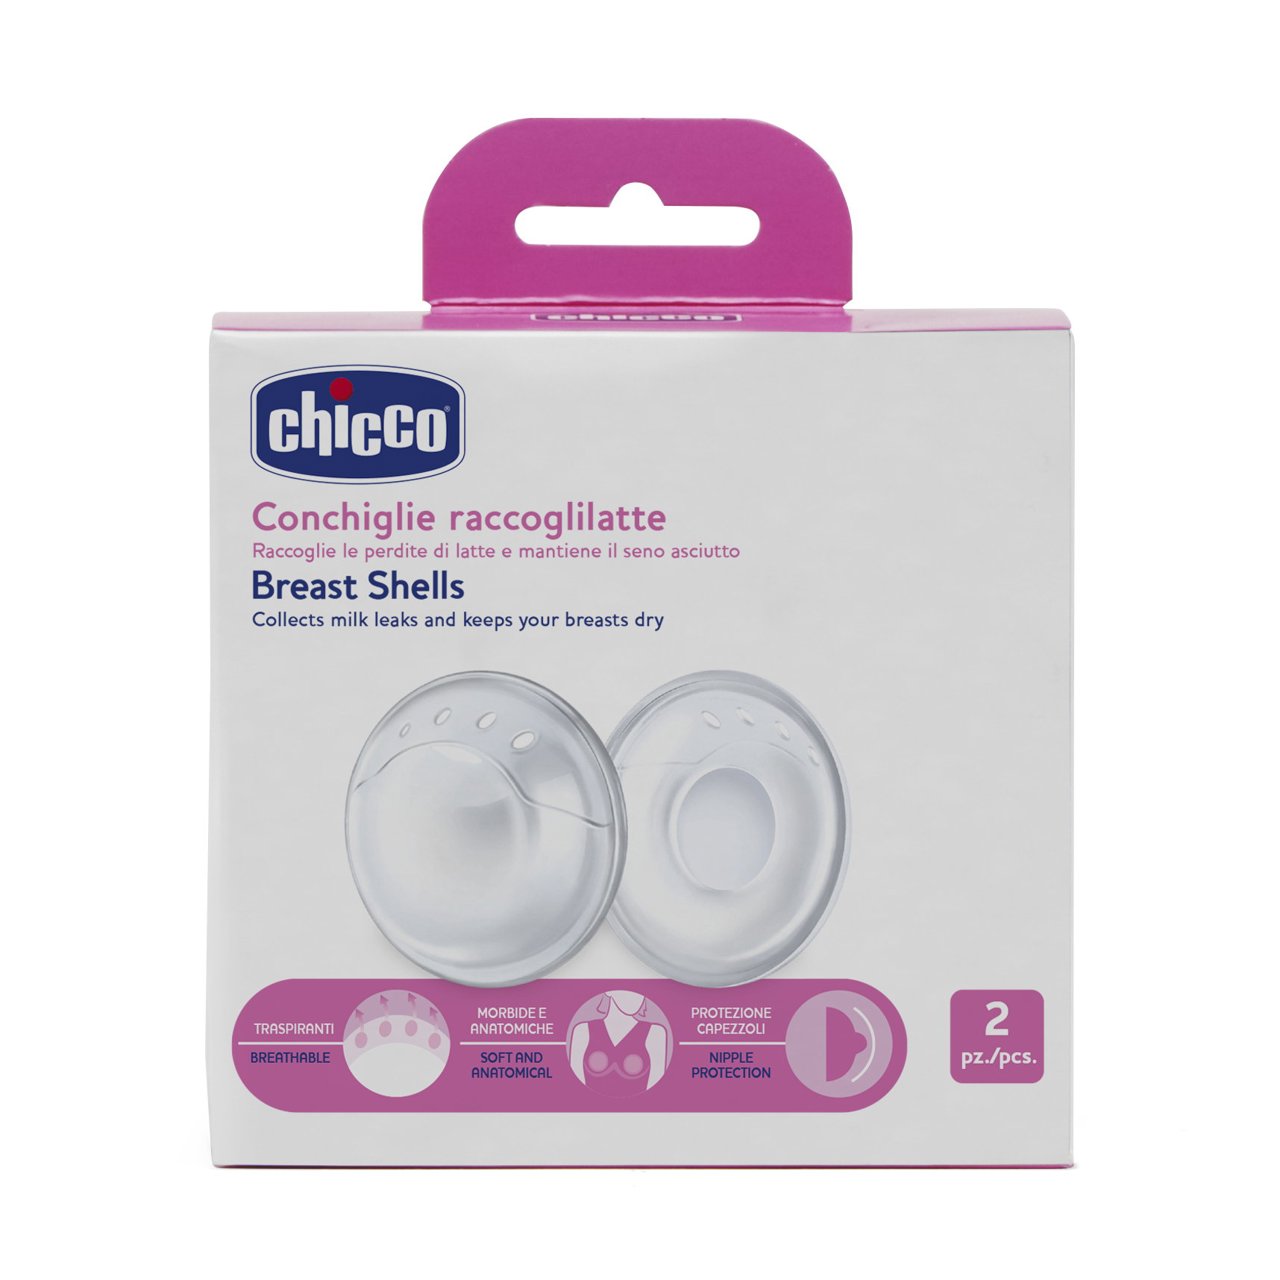 chicco
chicco
Conchiglie raccoglilatte
Raccoglie le perdite di latte e mantiene il seno asciutto
Breast Shells
Collects milk leaks and keeps your breasts dry
TRASPIRANTI
BREATHABLE
MORBIDE E
ANATOMICHE
SOFT AND
ANATOMICAL
PROTEZIONE
CAPEZZOLI
NIPPLE
PROTECTION
2
pz./pcs.